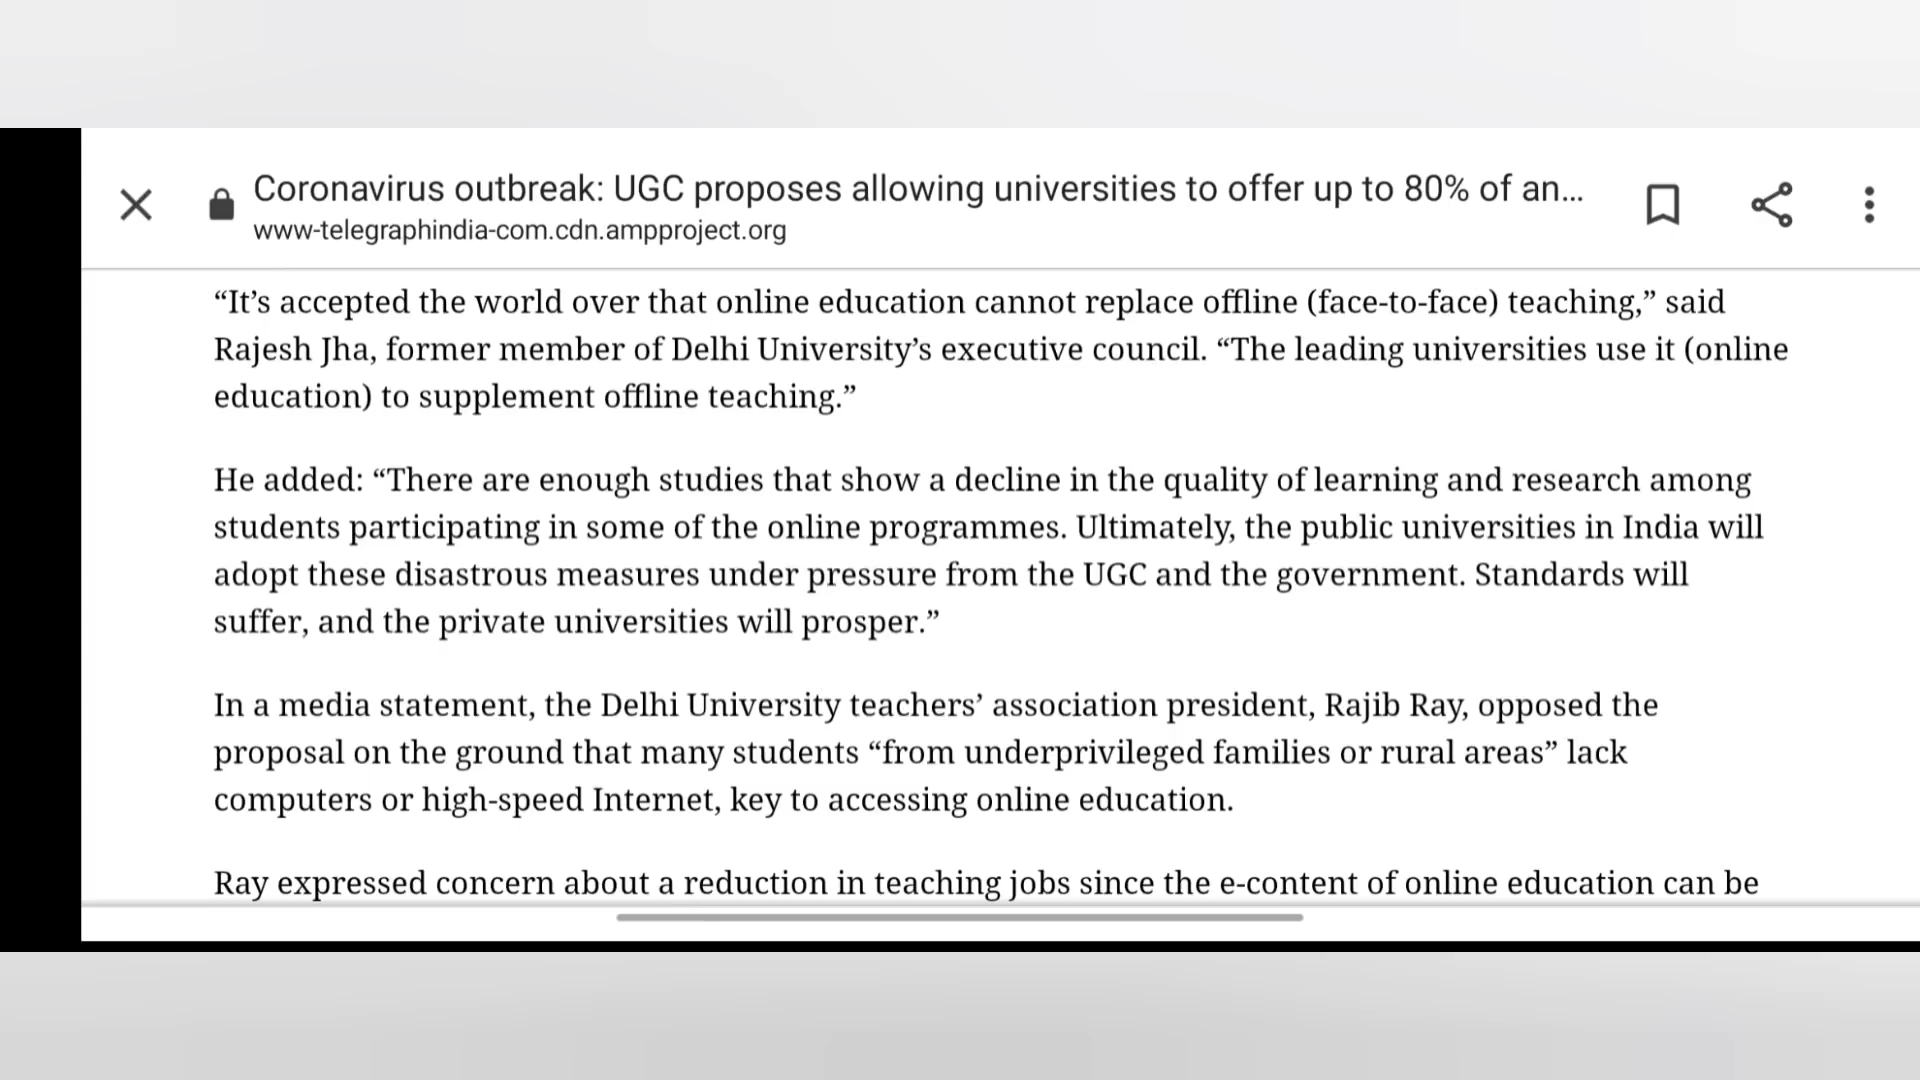 Coronavirus outbreak: UGC proposes allowing universities to offer up to 80% of an...
www-telegraphindia-com.cdn.ampproject.org
“It’s accepted the world over that online education cannot replace offline (face-to-face) teaching,” said
Rajesh Jha, former member of Delhi University’s executive council. “The leading universities use it (online
education) to supplement offline teaching.”
He added: “There are enough studies that show a decline in the quality of learning and research among
students participating in some of the online programmes. Ultimately, the public universities in India will
adopt these disastrous measures under pressure from the UGC and the government. Standards will
suffer, and the private universities will prosper.”
In a media statement, the Delhi University teachers’ association president, Rajib Ray, opposed the
proposal on the ground that many students “from underprivileged families or rural areas” lack
computers or high-speed Internet, key to accessing online education.
Ray expressed concern about a reduction in teaching jobs since the e-content of online education can be